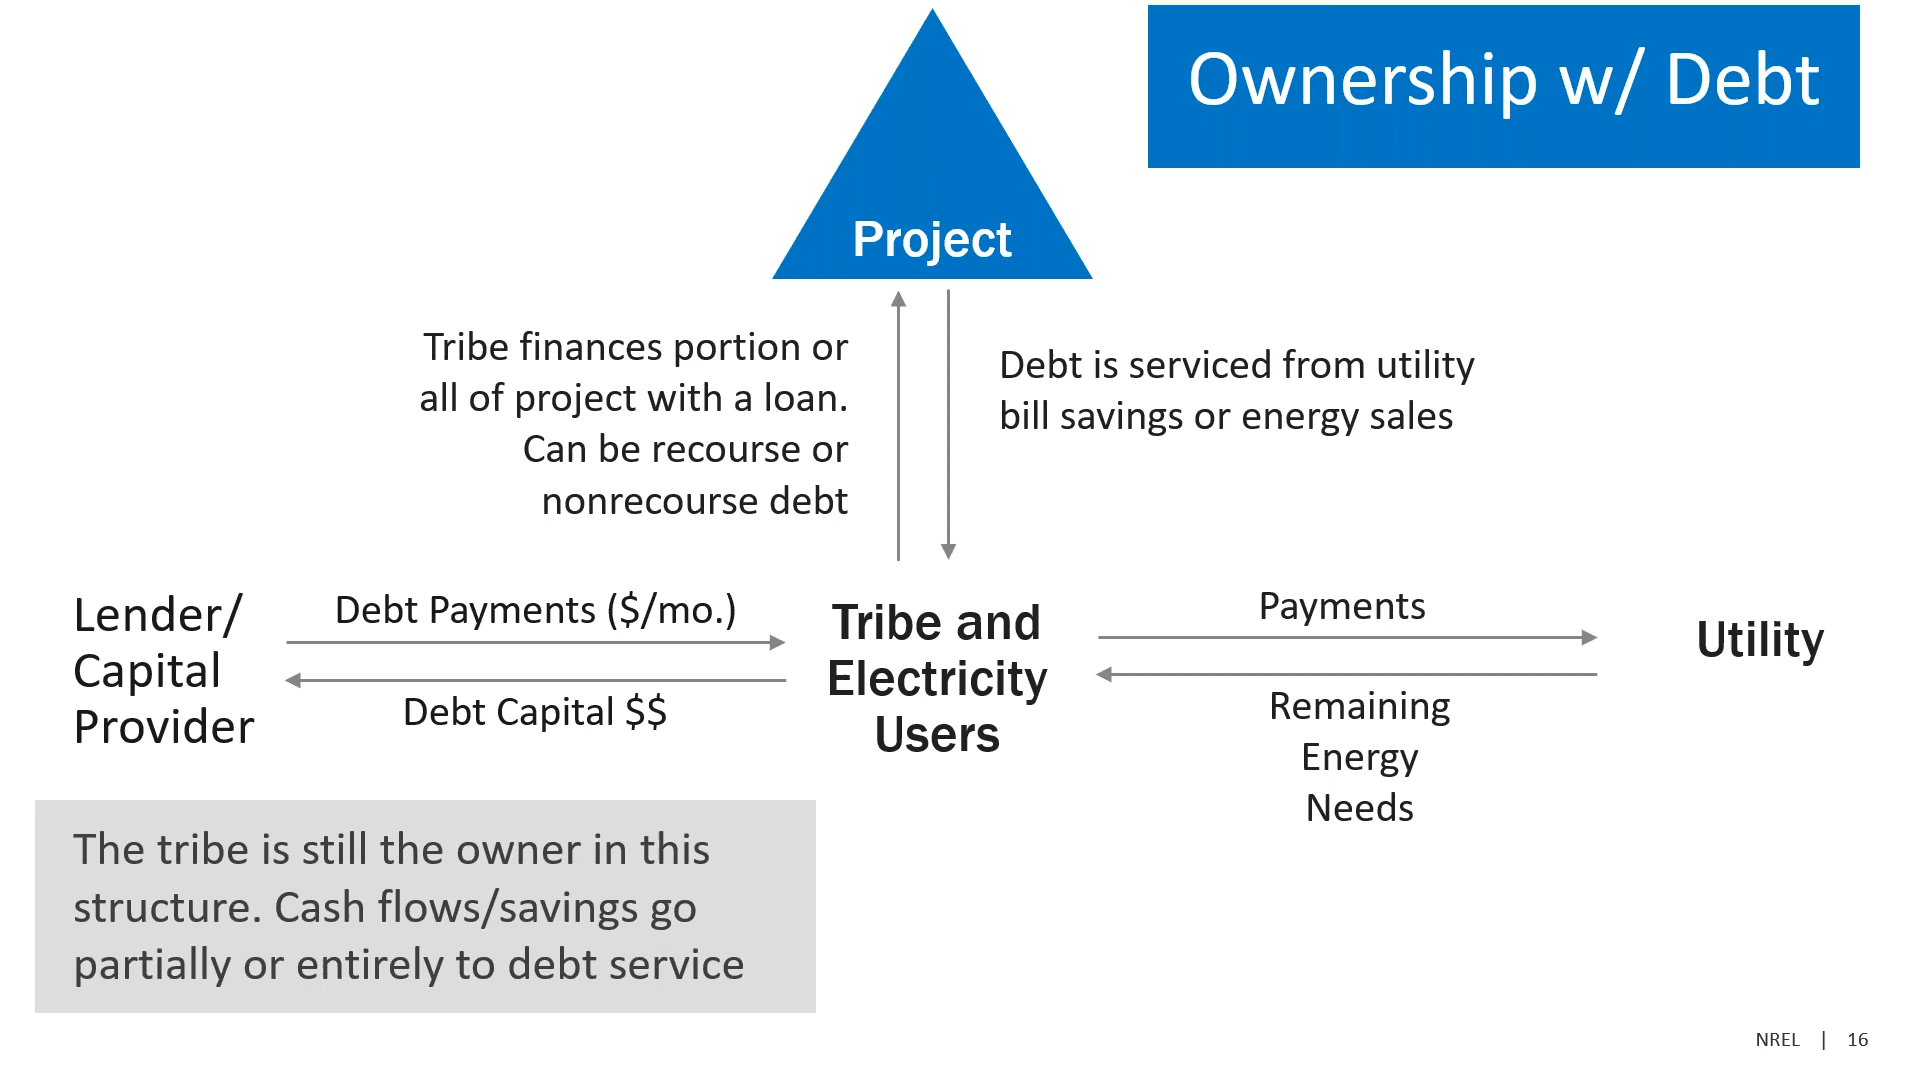 Ownership w/ Debt
Project
Tribe finances portion or
all of project with a loan.
Can be recourse or
nonrecourse debt
Debt is serviced from utility
bill savings or energy sales
Lender/
Capital
Provider
Debt Payments ($/mo.)
Debt Capital $$
Tribe and
Electricity
Users
Payments
Remaining
Energy
Needs
Utility
The tribe is still the owner in this
structure. Cash flows/savings go
partially or entirely to debt service
NREL | 16